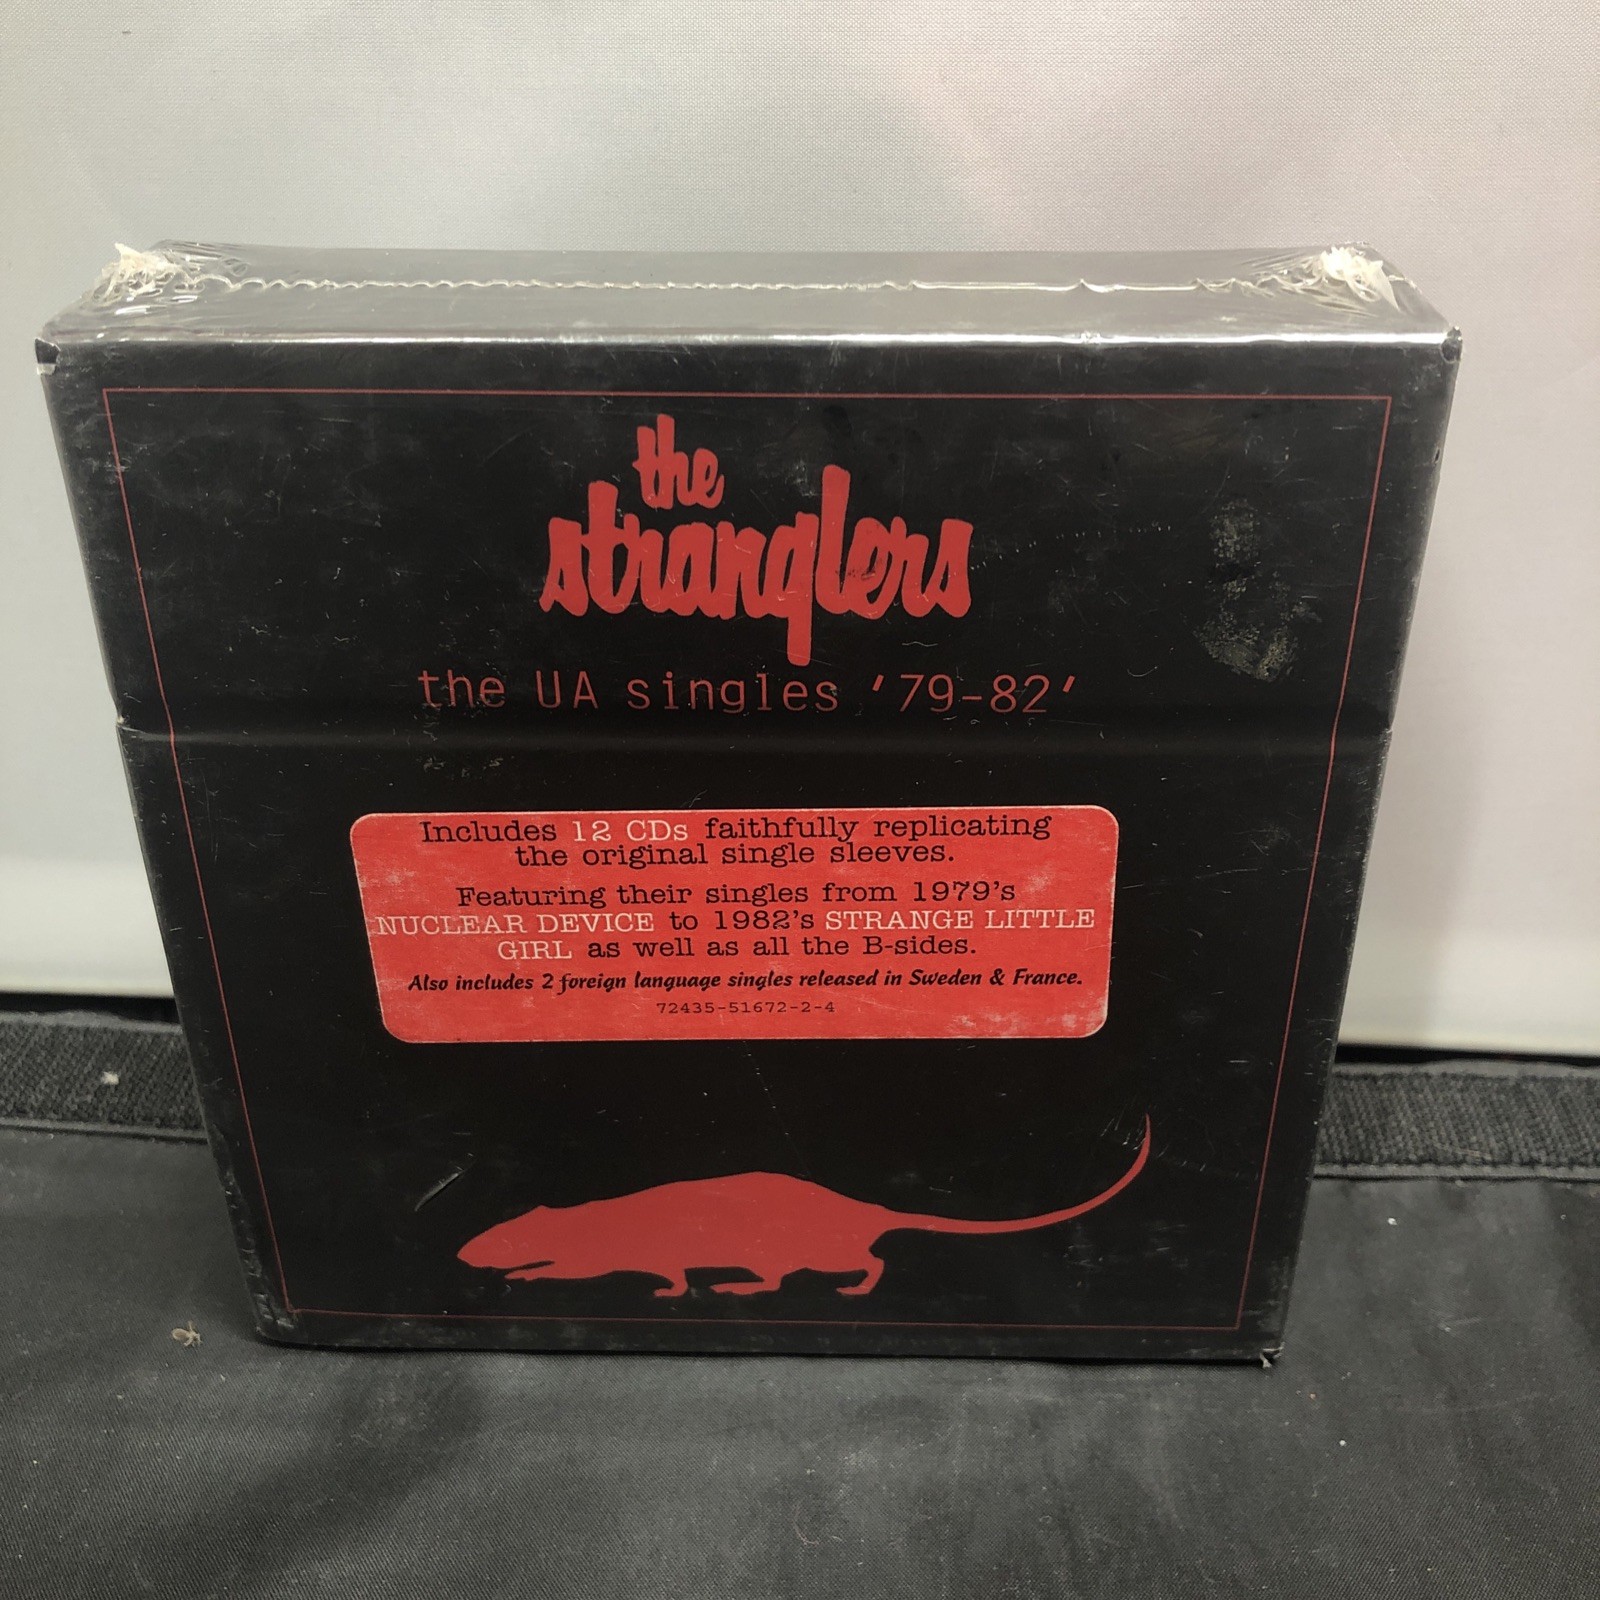 the
stranglers
the UA singles '79-82'
Includes 12 CDs faithfully replicating
the original single sleeves.
Featuring their singles from 1979's
NUCLEAR DEVICE to 1982's STRANGE LITTLE
GIRL as well as all the B-sides.
Also includes 2 foreign language singles released in Sweden & France.
72435-51672-2-4